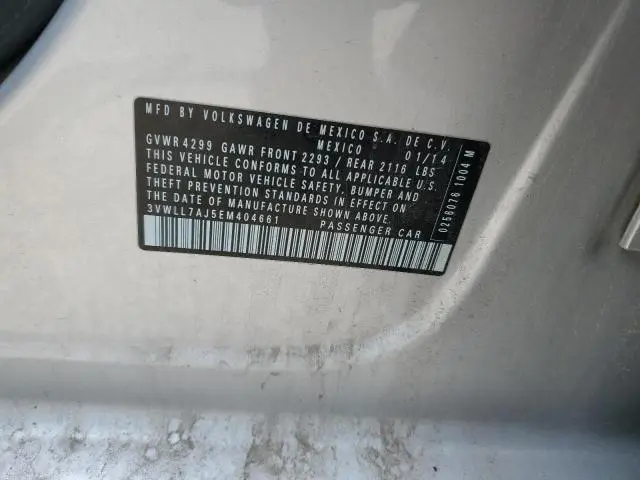 MFD BY VOLKSWAGEN DE MEXICO S.A. DE C.V.
MEXICO 01/14
GVWR 4299 GAWR FRONT 2293 / REAR 2116 LBS
THIS VEHICLE CONFORMS TO ALL APPLICABLE U.S.
FEDERAL MOTOR VEHICLE SAFETY, BUMPER AND
THEFT PREVENTION STANDARDS IN EFFECT ON
THE DATE OF MANUFACTURE SHOWN ABOVE.
3VWLL7AJ5EM404661 PASSENGER CAR
0256076 1004 M